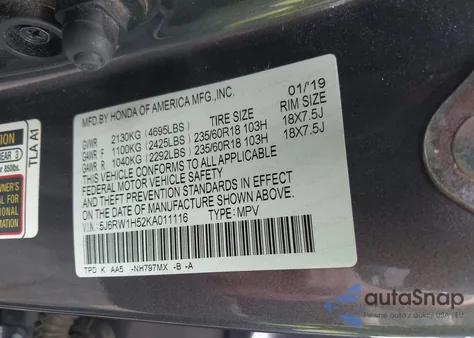 MFD BY HONDA OF AMERICA MFG.,INC. 01/'19
TIRE SIZE RIM SIZE
GVWR 2130KG (4695LBS)
GAWR F 1100KG (2425LBS) 235/60R18 103H 18X7.5J
GAWR R 1040KG (2292LBS) 235/60R18 103H 18X7.5J
THIS VEHICLE CONFORMS TO ALL APPLICABLE
FEDERAL MOTOR VEHICLE SAFETY
AND THEFT PREVENTION STANDARDS IN EFFECT
ON THE DATE OF MANUFACTURE SHOWN ABOVE.
V.I.N.: 5J6RW1H52KA011116 TYPE: MPV
TPD K AA5 -NH797MX -B -A
TLA A1
autoSnap